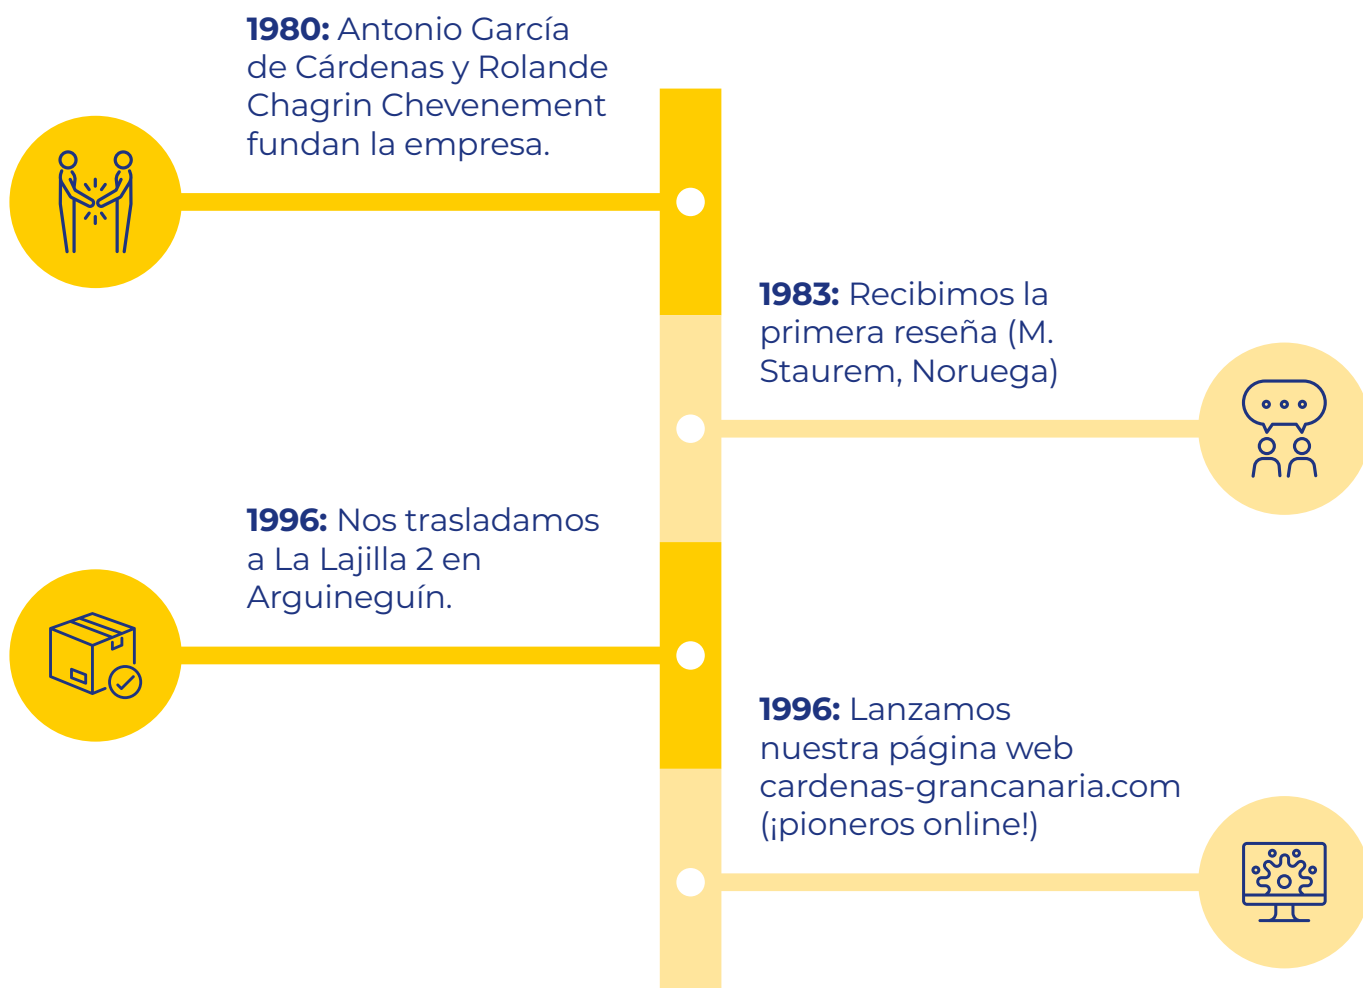 1980: Antonio García
de Cárdenas y Rolande
Chagrin Chevenement
fundan la empresa.
1983: Recibimos la
primera reseña (M.
Staurem, Noruega)
1996: Nos trasladamos
a La Lajilla 2 en
Arguineguín.
1996: Lanzamos
nuestra página web
cardenas-grancanaria.com
(¡pioneros online!)